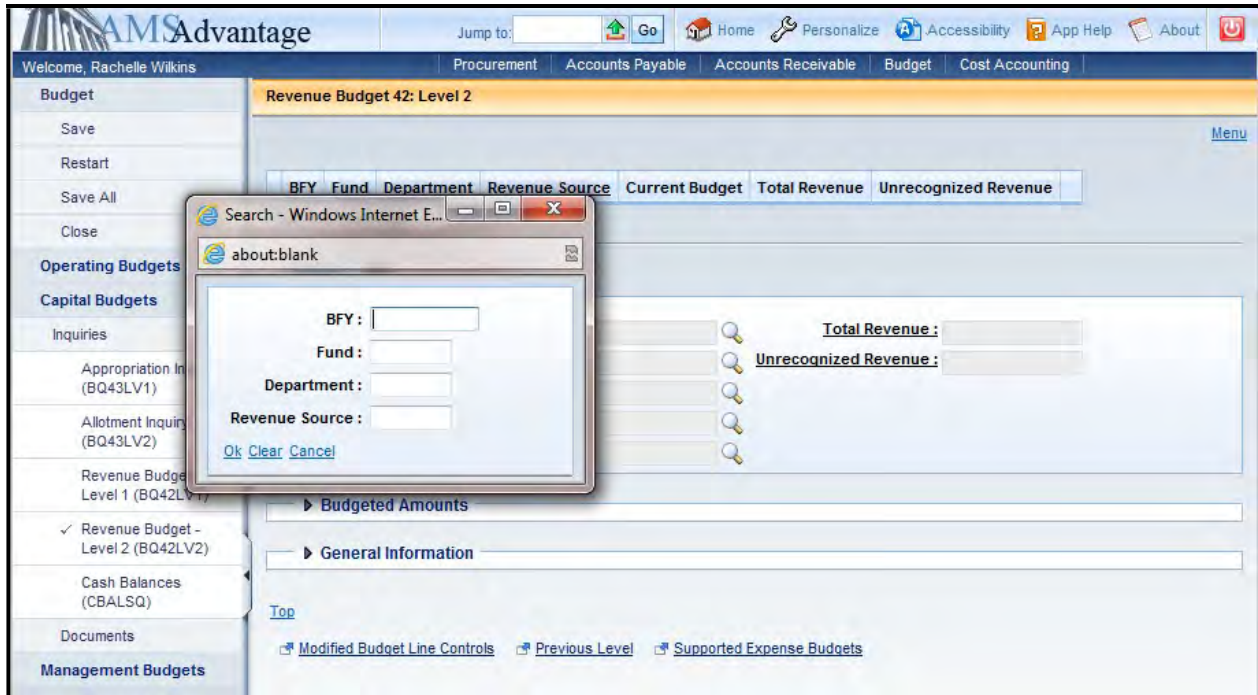 AMSAdvantage
Jump to: Go Home Personalize Accessibility App Help About
Welcome, Rachelle Wilkins
Procurement Accounts Payable Accounts Receivable Budget Cost Accounting
Budget
Save
Restart
Save All
Close
Operating Budgets
Capital Budgets
Inquiries
Appropriation In
(BQ43LV1)
Allotment Inquiry
(BQ43LV2)
Revenue Budge
Level 1 (BQ42LV1)
✓ Revenue Budget -
Level 2 (BQ42LV2)
Cash Balances
(CBALSQ)
Documents
Management Budgets
Revenue Budget 42: Level 2
Menu
BFY Fund Department Revenue Source Current Budget Total Revenue Unrecognized Revenue
Search - Windows Internet E...
about:blank
BFY :
Fund :
Department :
Revenue Source :
Ok Clear Cancel
Total Revenue :
Unrecognized Revenue :
Budgeted Amounts
General Information
Top
Modified Budget Line Controls Previous Level Supported Expense Budgets